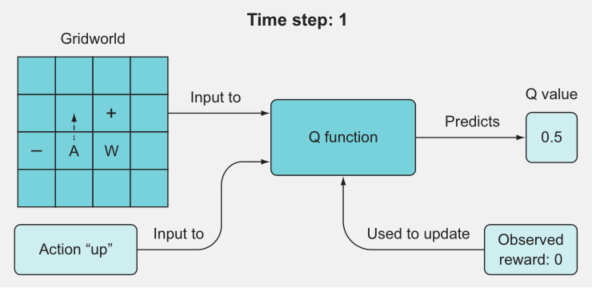 Time step: 1
Gridworld
Input to
Q value
+
Q function
Predicts
0.5
– A W
Action “up”
Input to
Used to update
Observed
reward: 0